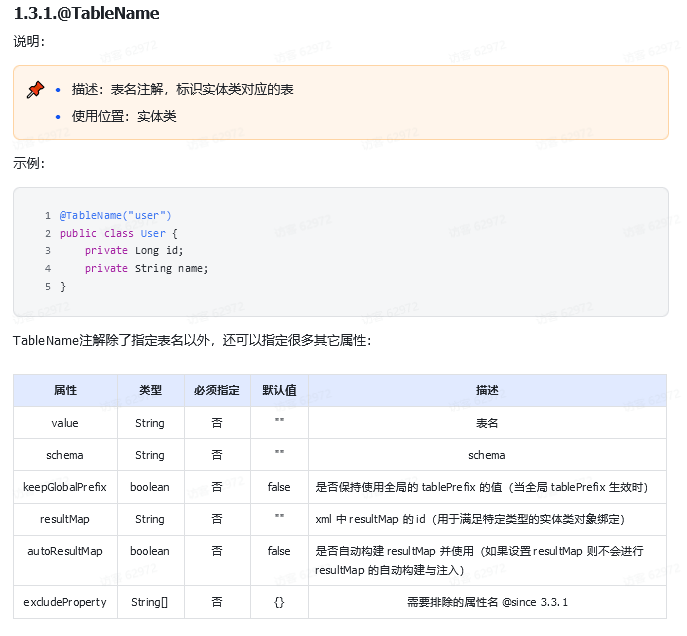 1.3.1.@TableName
说明：
描述：表名注解，标识实体类对应的表
使用位置：实体类
示例：
1 @TableName("user")
2 public class User {
3 private Long id;
4 private String name;
5 }
TableName注解除了指定表名以外，还可以指定很多其它属性：
属性 类型 必须指定 默认值 描述
value String 否 "" 表名
schema String 否 "" schema
keepGlobalPrefix boolean 否 false 是否保持使用全局的 tablePrefix 的值（当全局 tablePrefix 生效时）
resultMap String 否 "" xml 中 resultMap 的 id（用于满足特定类型的实体类对象绑定）
autoResultMap boolean 否 false 是否自动构建 resultMap 并使用（如果设置 resultMap 则不会进行
resultMap 的自动构建与注入）
excludeProperty String[] 否 {} 需要排除的属性名 @since 3.3.1
访客 62972